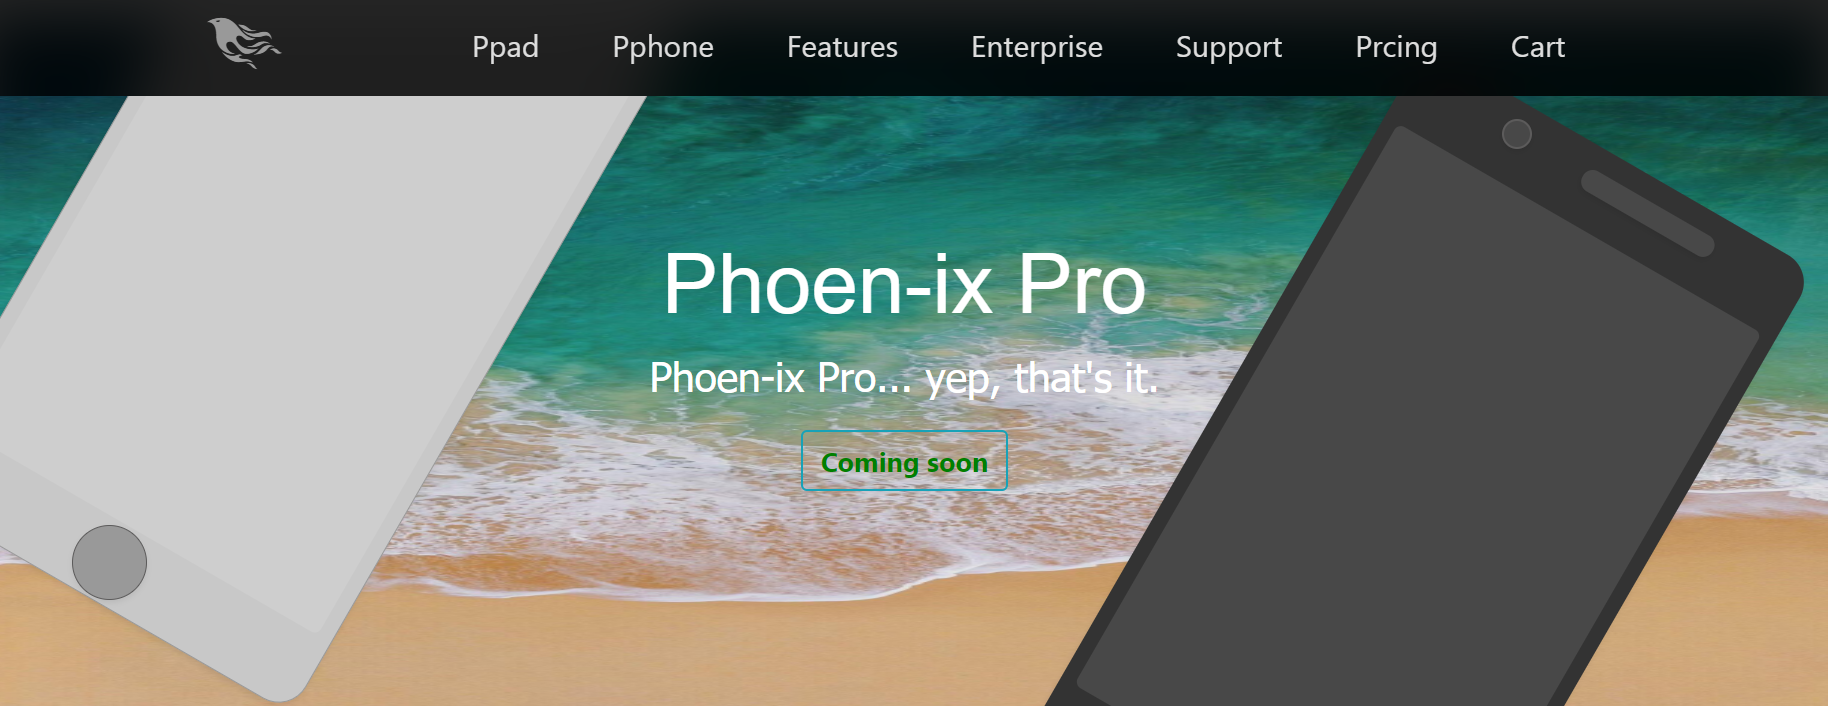 Ppad Pphone Features Enterprise Support Prcing Cart
Phoen-ix Pro
Phoen-ix Pro... yep, that's it.
Coming soon